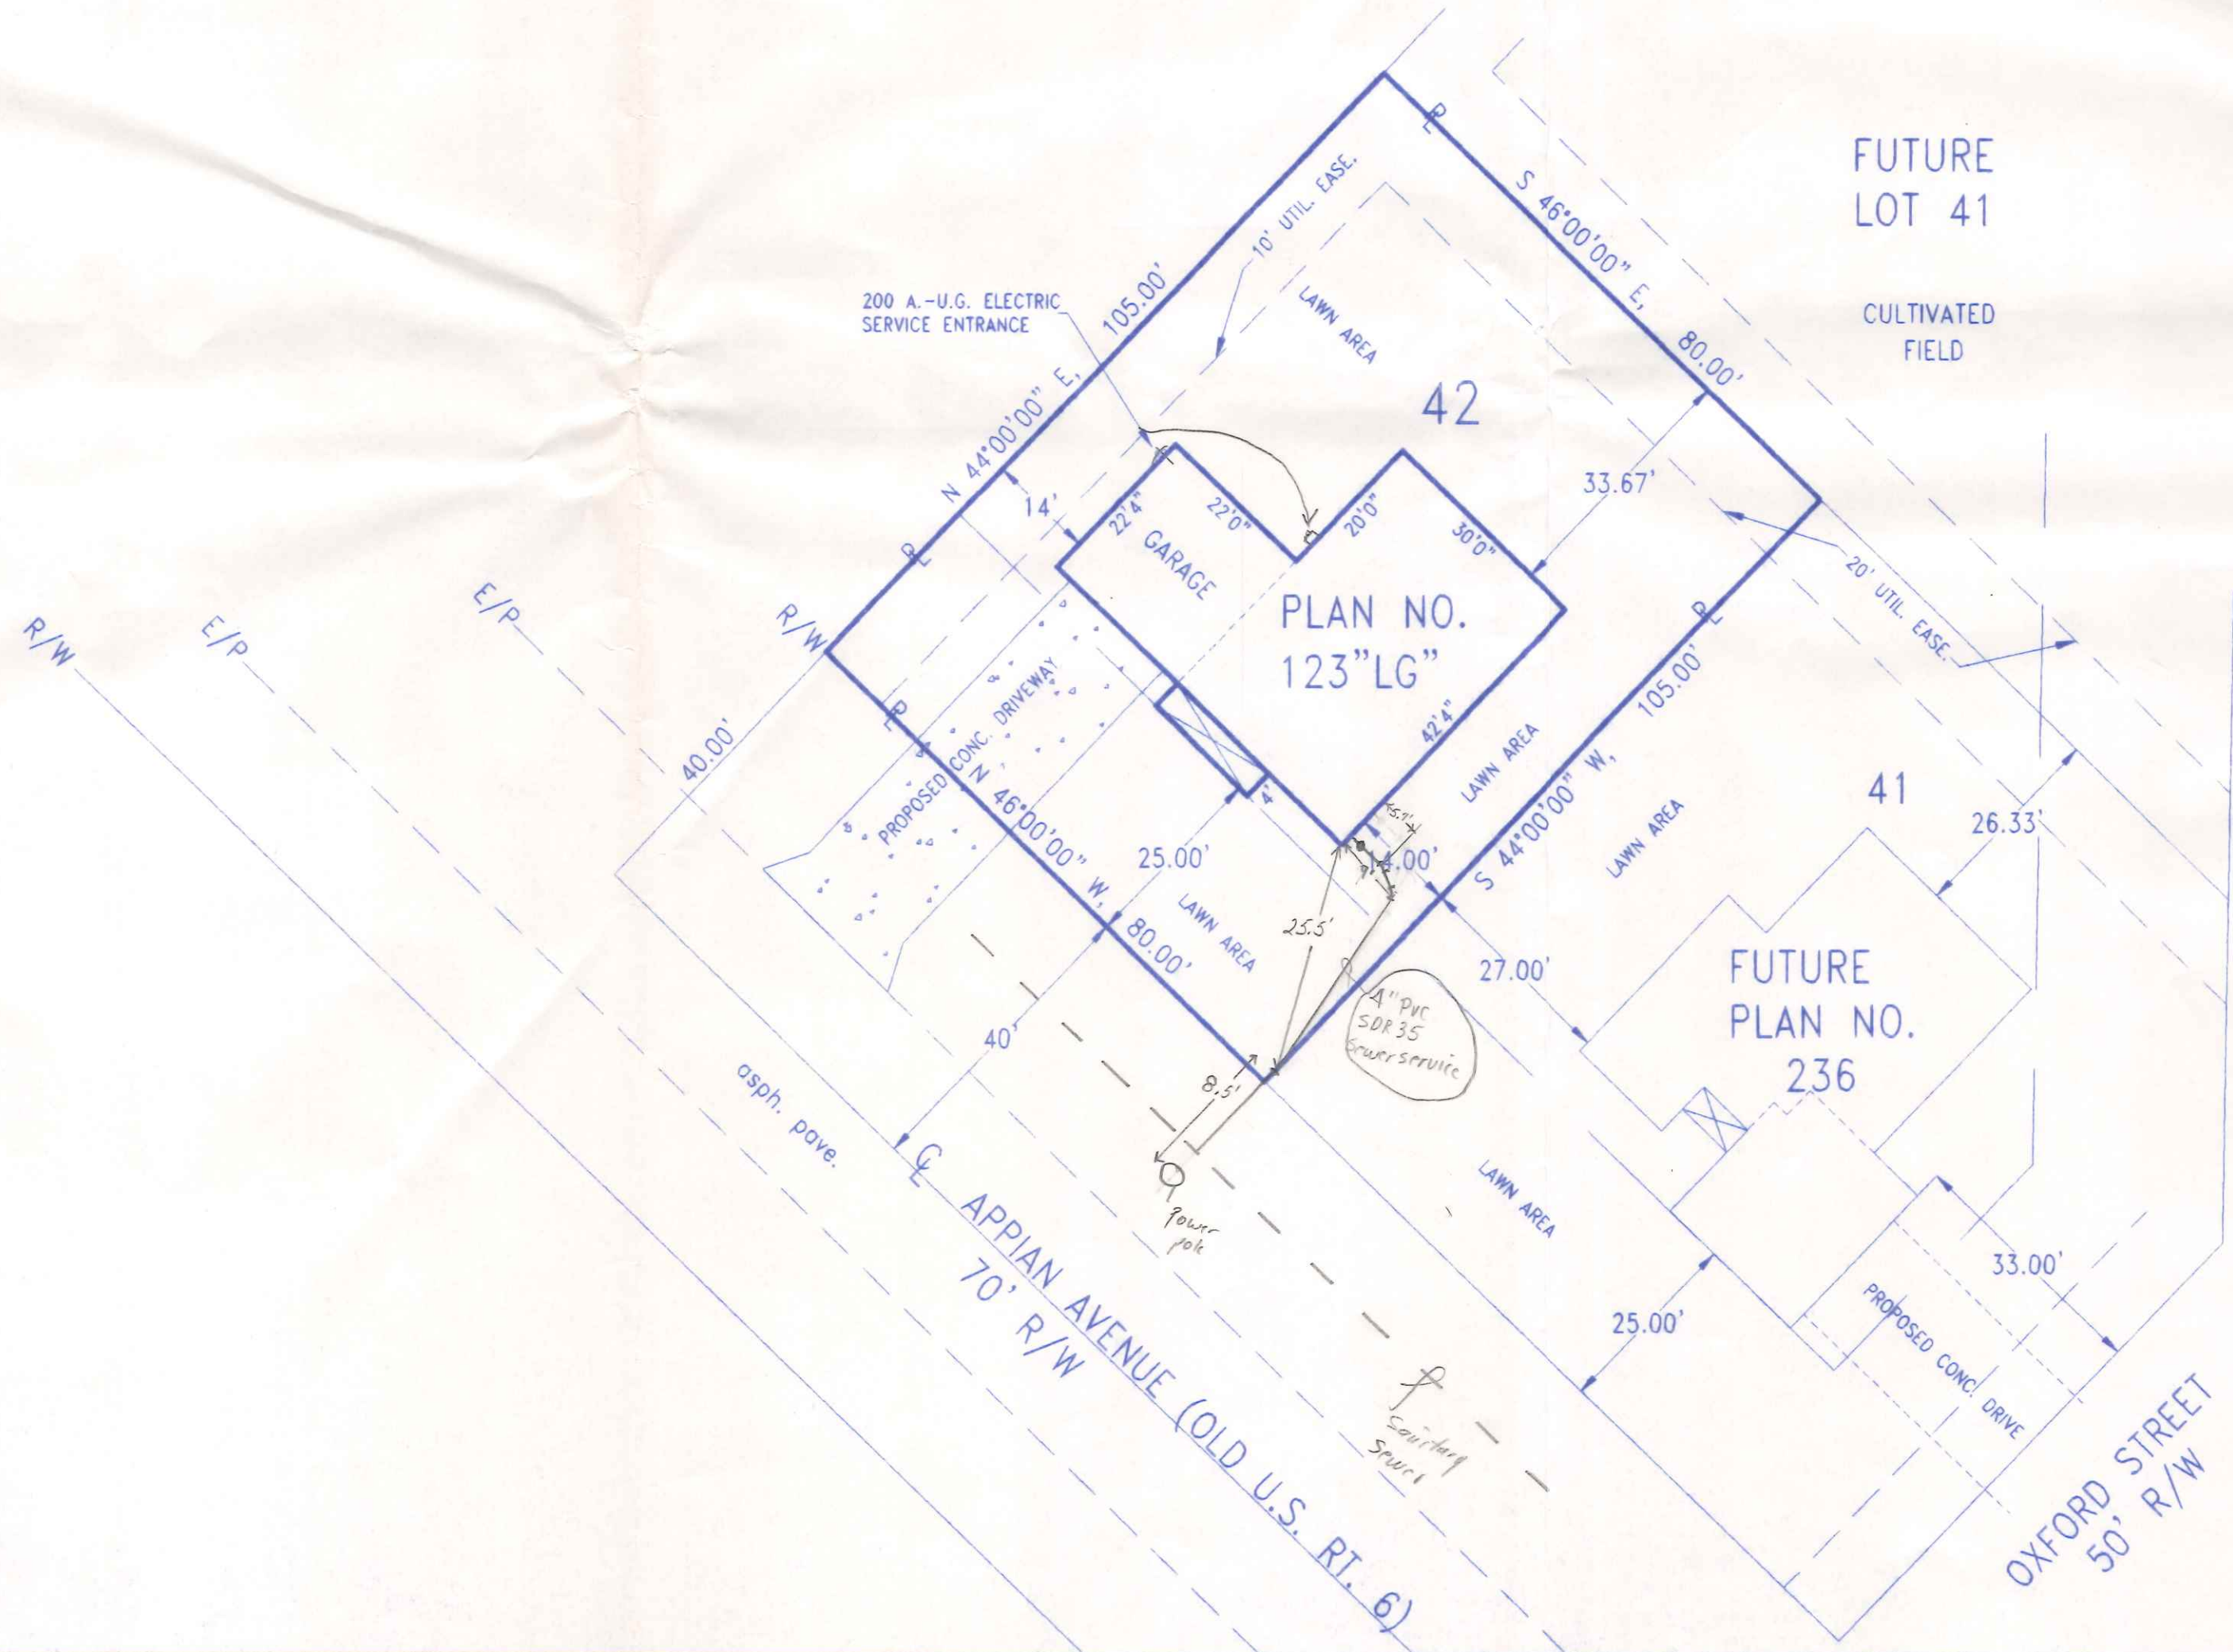 FUTURE
LOT 41
CULTIVATED
FIELD
S 46°00'00" E, 80.00'
10' UTIL. EASE.
LAWN AREA
N 44°00'00" E, 105.00'
200 A.-U.G. ELECTRIC
SERVICE ENTRANCE
42
33.67'
14'
22'4"
22'0"
20'0"
30'0"
GARAGE
PLAN NO.
123"LG"
42'4"
20' UTIL. EASE.
R/W
E/P
E/P
R/W
40.00'
PROPOSED CONC. DRIVEWAY
N 46°00'00" W, 80.00'
4'
25.00'
LAWN AREA
5.7'
14.00'
25.5'
LAWN AREA
S 44°00'00" W, 105.00'
LAWN AREA
41
26.33'
27.00'
FUTURE
PLAN NO.
236
4" PVC
SDR 35
Sewer service
40'
8.5'
Power
pole
asph. pave.
℄ APPIAN AVENUE (OLD U.S. RT. 6)
70' R/W
LAWN AREA
25.00'
33.00'
PROPOSED CONC. DRIVE
Sanitary
Sewer
OXFORD STREET
50' R/W
PL
PL
PL
PL